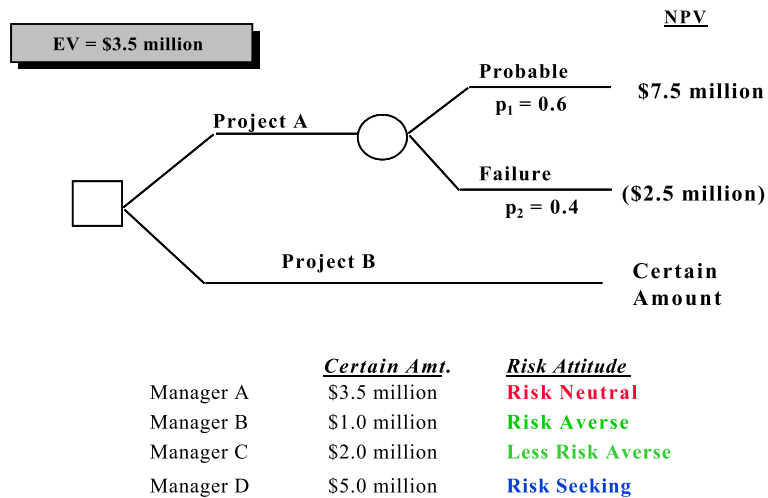 NPV
EV = $3.5 million
Probable
$7.5 million
p1 = 0.6
Project A
Failure
($2.5 million)
p2 = 0.4
Project B
Certain
Amount
Certain Amt. Risk Attitude
Manager A $3.5 million Risk Neutral
Manager B $1.0 million Risk Averse
Manager C $2.0 million Less Risk Averse
Manager D $5.0 million Risk Seeking